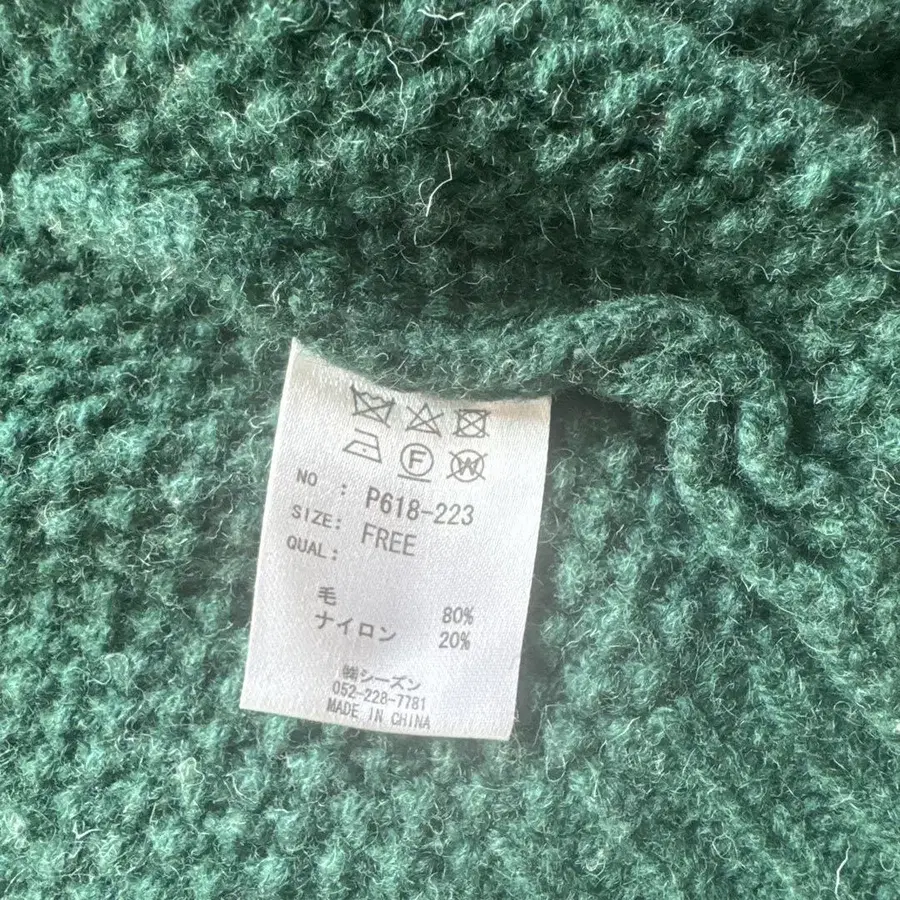 F W
NO : P618-223
SIZE: FREE
QUAL:
毛 80%
ナイロン 20%
㈱シーズン
052-228-7781
MADE IN CHINA